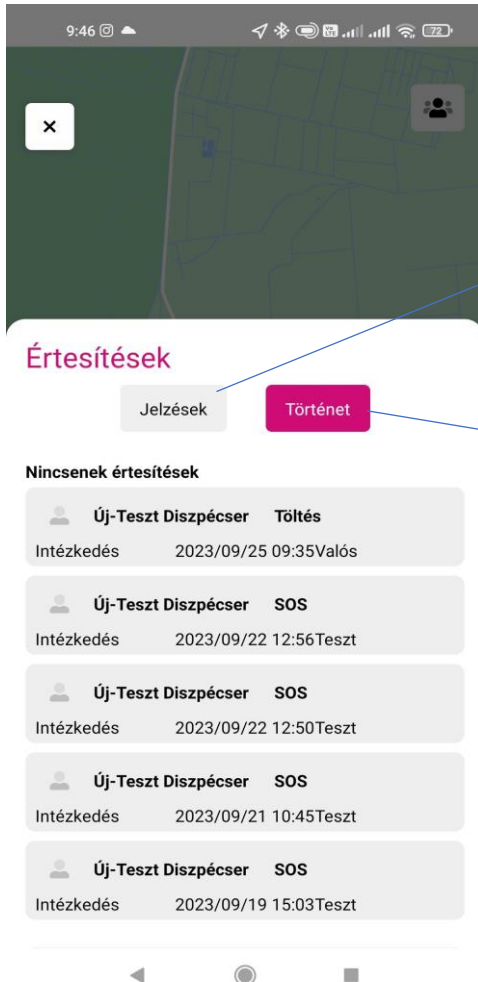 9:46
Vo
72
×
Értesítések
Jelzések Történet
Nincsenek értesítések
Új-Teszt Diszpécser Töltés
Intézkedés 2023/09/25 09:35Valós
Új-Teszt Diszpécser SOS
Intézkedés 2023/09/22 12:56Teszt
Új-Teszt Diszpécser SOS
Intézkedés 2023/09/22 12:50Teszt
Új-Teszt Diszpécser SOS
Intézkedés 2023/09/21 10:45Teszt
Új-Teszt Diszpécser SOS
Intézkedés 2023/09/19 15:03Teszt